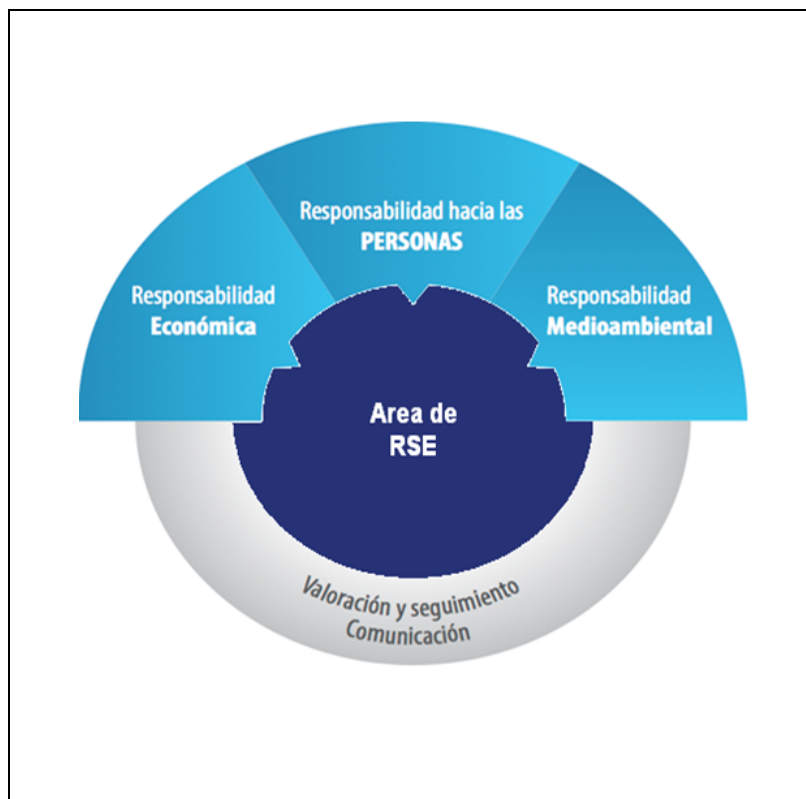 Responsabilidad hacia las
PERSONAS
Responsabilidad
Económica
Responsabilidad
Medioambiental
Area de
RSE
Valoración y seguimiento
Comunicación